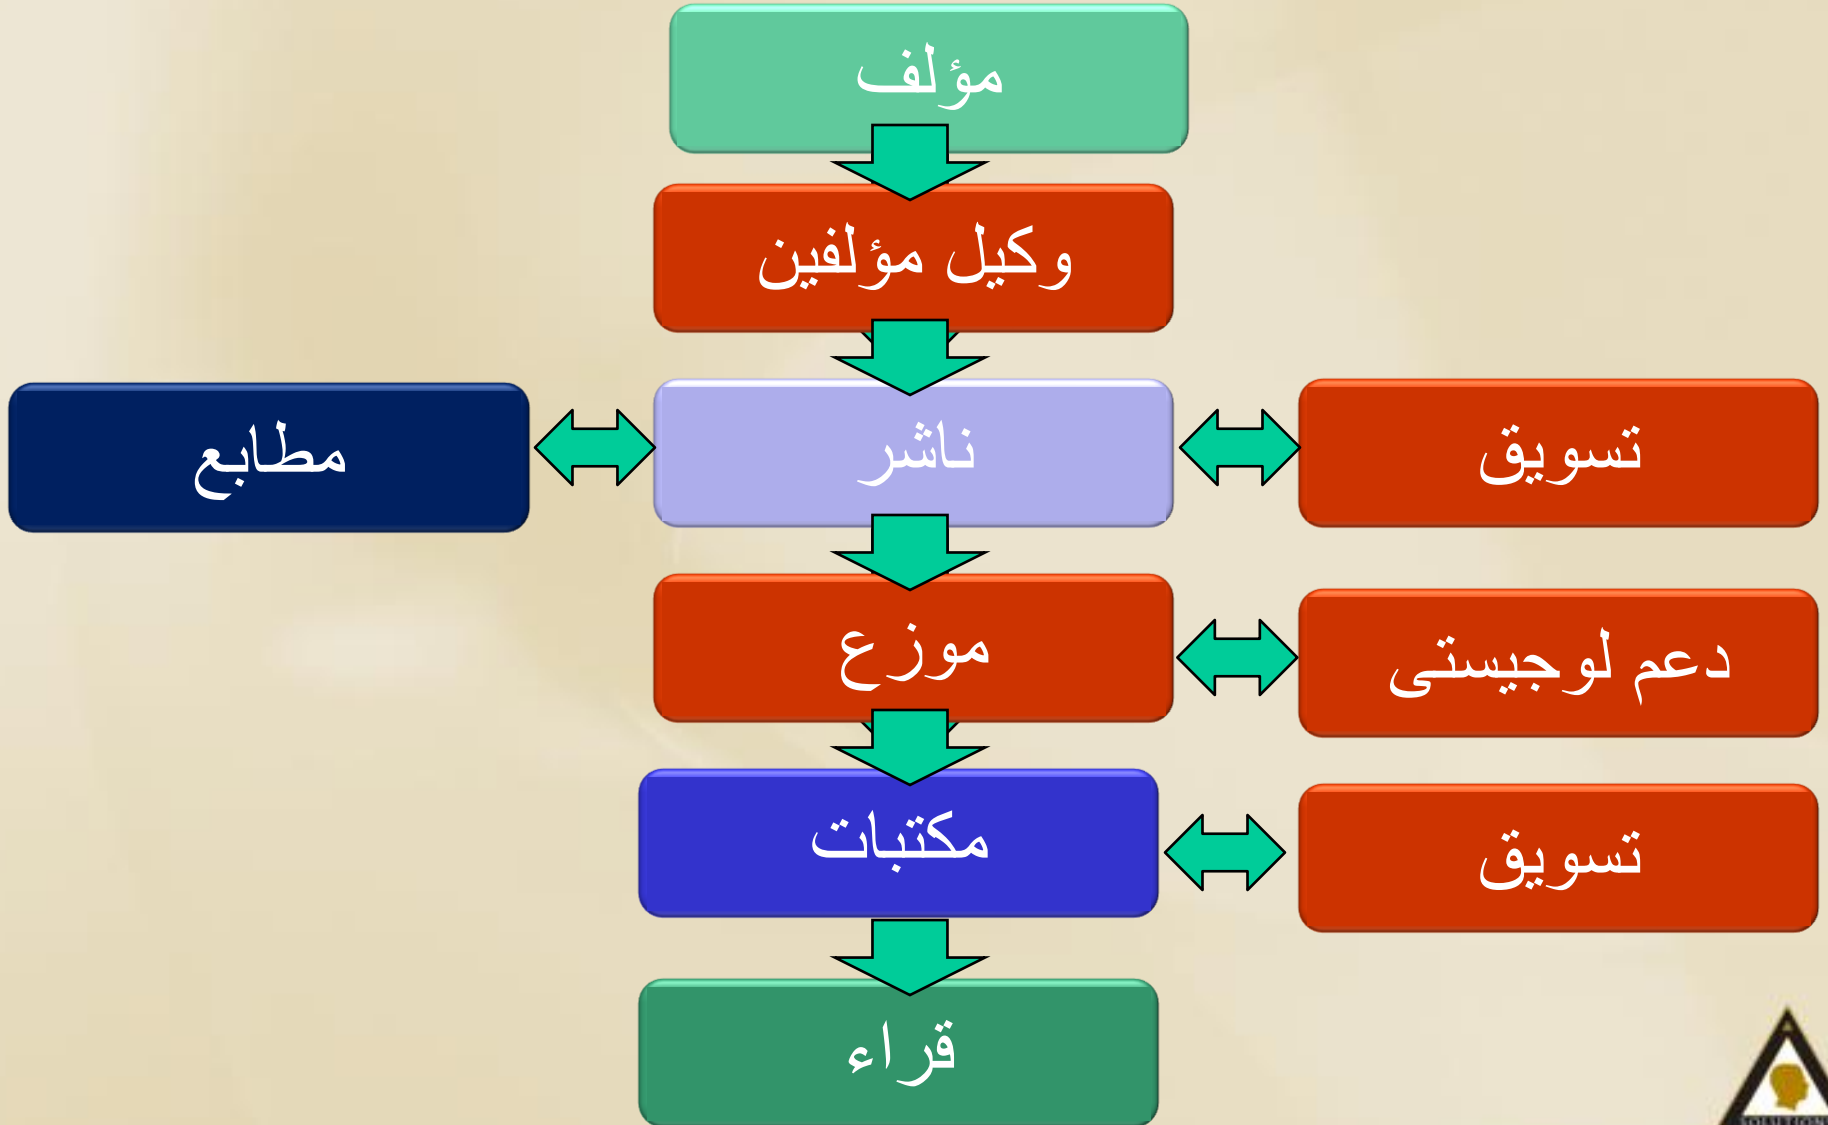 مؤلف
وكيل مؤلفين
تسويق
ناشر
مطابع
موزع
دعم لوجيستى
مكتبات
تسويق
قراء